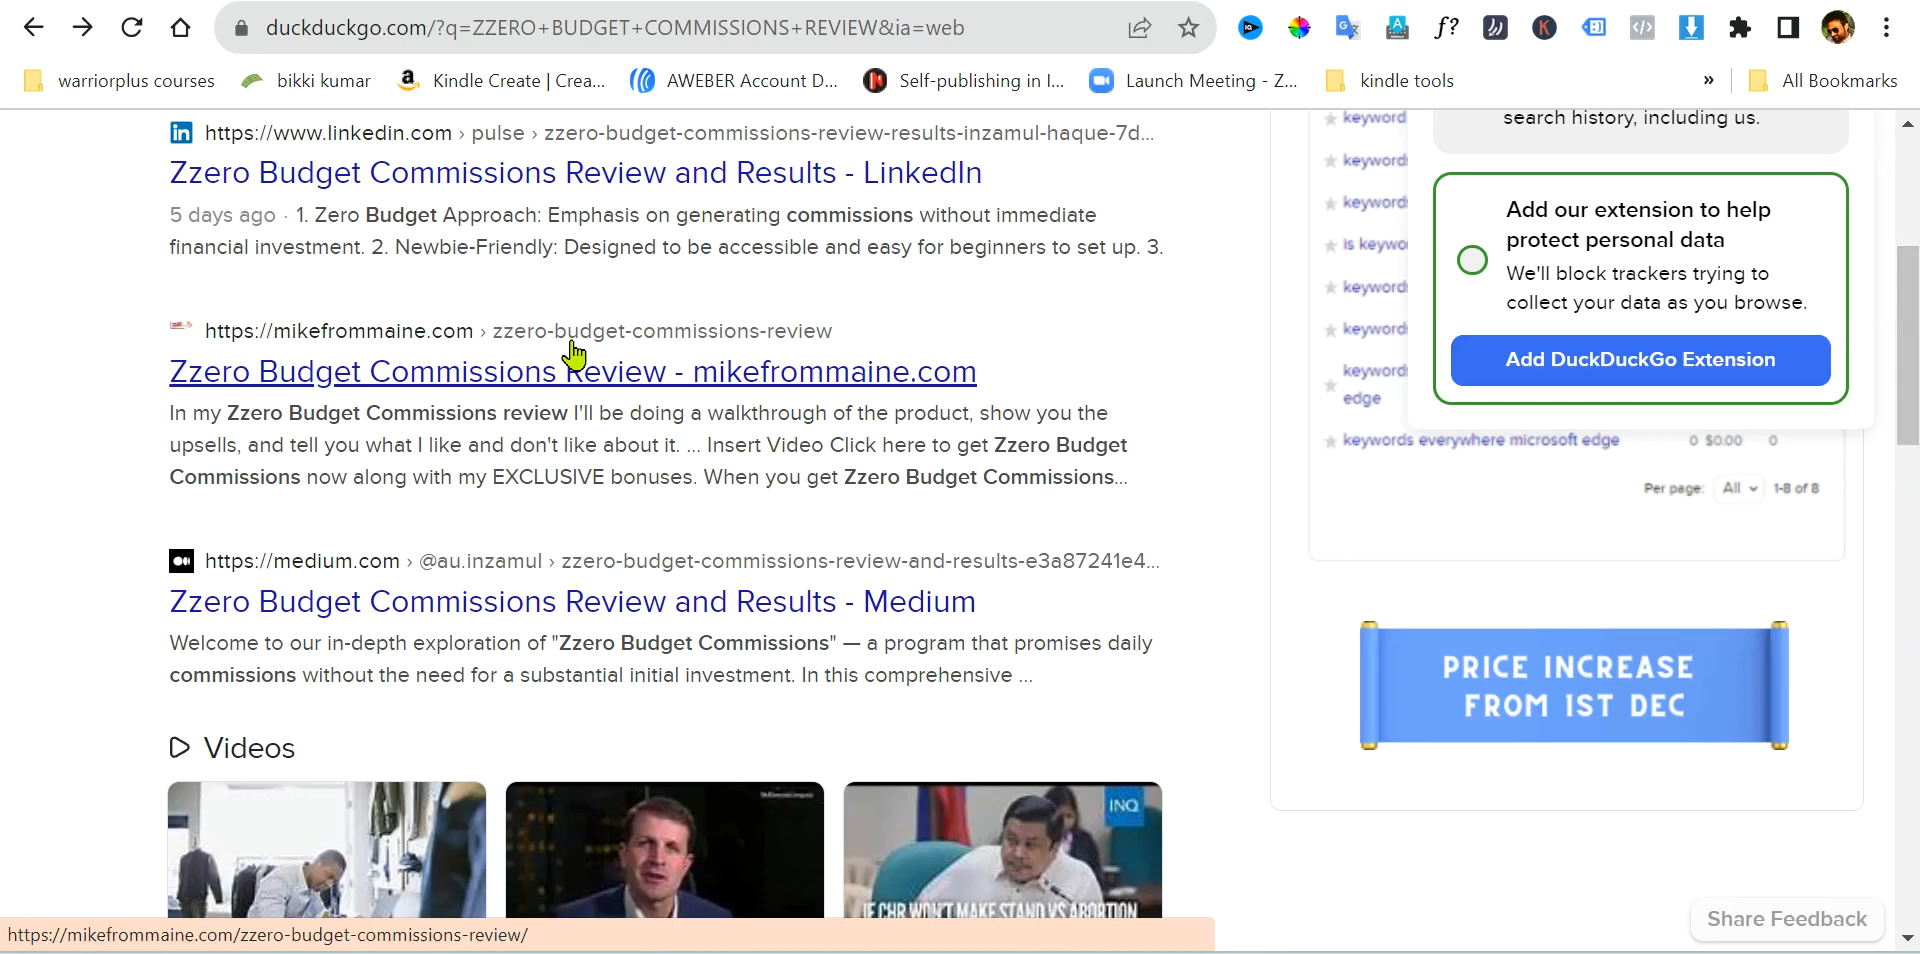 duckduckgo.com/?q=ZZERO+BUDGET+COMMISSIONS+REVIEW&ia=web
f?
K
warriorplus courses
bikki kumar
Kindle Create | Crea...
AWEBER Account D...
Self-publishing in I...
Launch Meeting - Z...
kindle tools
»
All Bookmarks
https://www.linkedin.com › pulse › zzero-budget-commissions-review-results-inzamul-haque-7d...
Zzero Budget Commissions Review and Results - LinkedIn
5 days ago · 1. Zero Budget Approach: Emphasis on generating commissions without immediate
financial investment. 2. Newbie-Friendly: Designed to be accessible and easy for beginners to set up. 3.
https://mikefrommaine.com › zzero-budget-commissions-review
Zzero Budget Commissions Review - mikefrommaine.com
In my Zzero Budget Commissions review I'll be doing a walkthrough of the product, show you the
upsells, and tell you what I like and don't like about it. ... Insert Video Click here to get Zzero Budget
Commissions now along with my EXCLUSIVE bonuses. When you get Zzero Budget Commissions...
https://medium.com › @au.inzamul › zzero-budget-commissions-review-and-results-e3a87241e4...
Zzero Budget Commissions Review and Results - Medium
Welcome to our in-depth exploration of "Zzero Budget Commissions" — a program that promises daily
commissions without the need for a substantial initial investment. In this comprehensive ...
Videos
INQ
IF CHR WON'T MAKE STAND VS ABORTION
https://mikefrommaine.com/zzero-budget-commissions-review/
keyword
keywords
keywords
is keywo
keywords
keywords
keywords
edge
keywords everywhere microsoft edge 0 $0.00 0
Per page: All 1-8 of 8
search history, including us.
Add our extension to help
protect personal data
We'll block trackers trying to
collect your data as you browse.
Add DuckDuckGo Extension
PRICE INCREASE
FROM 1ST DEC
Share Feedback